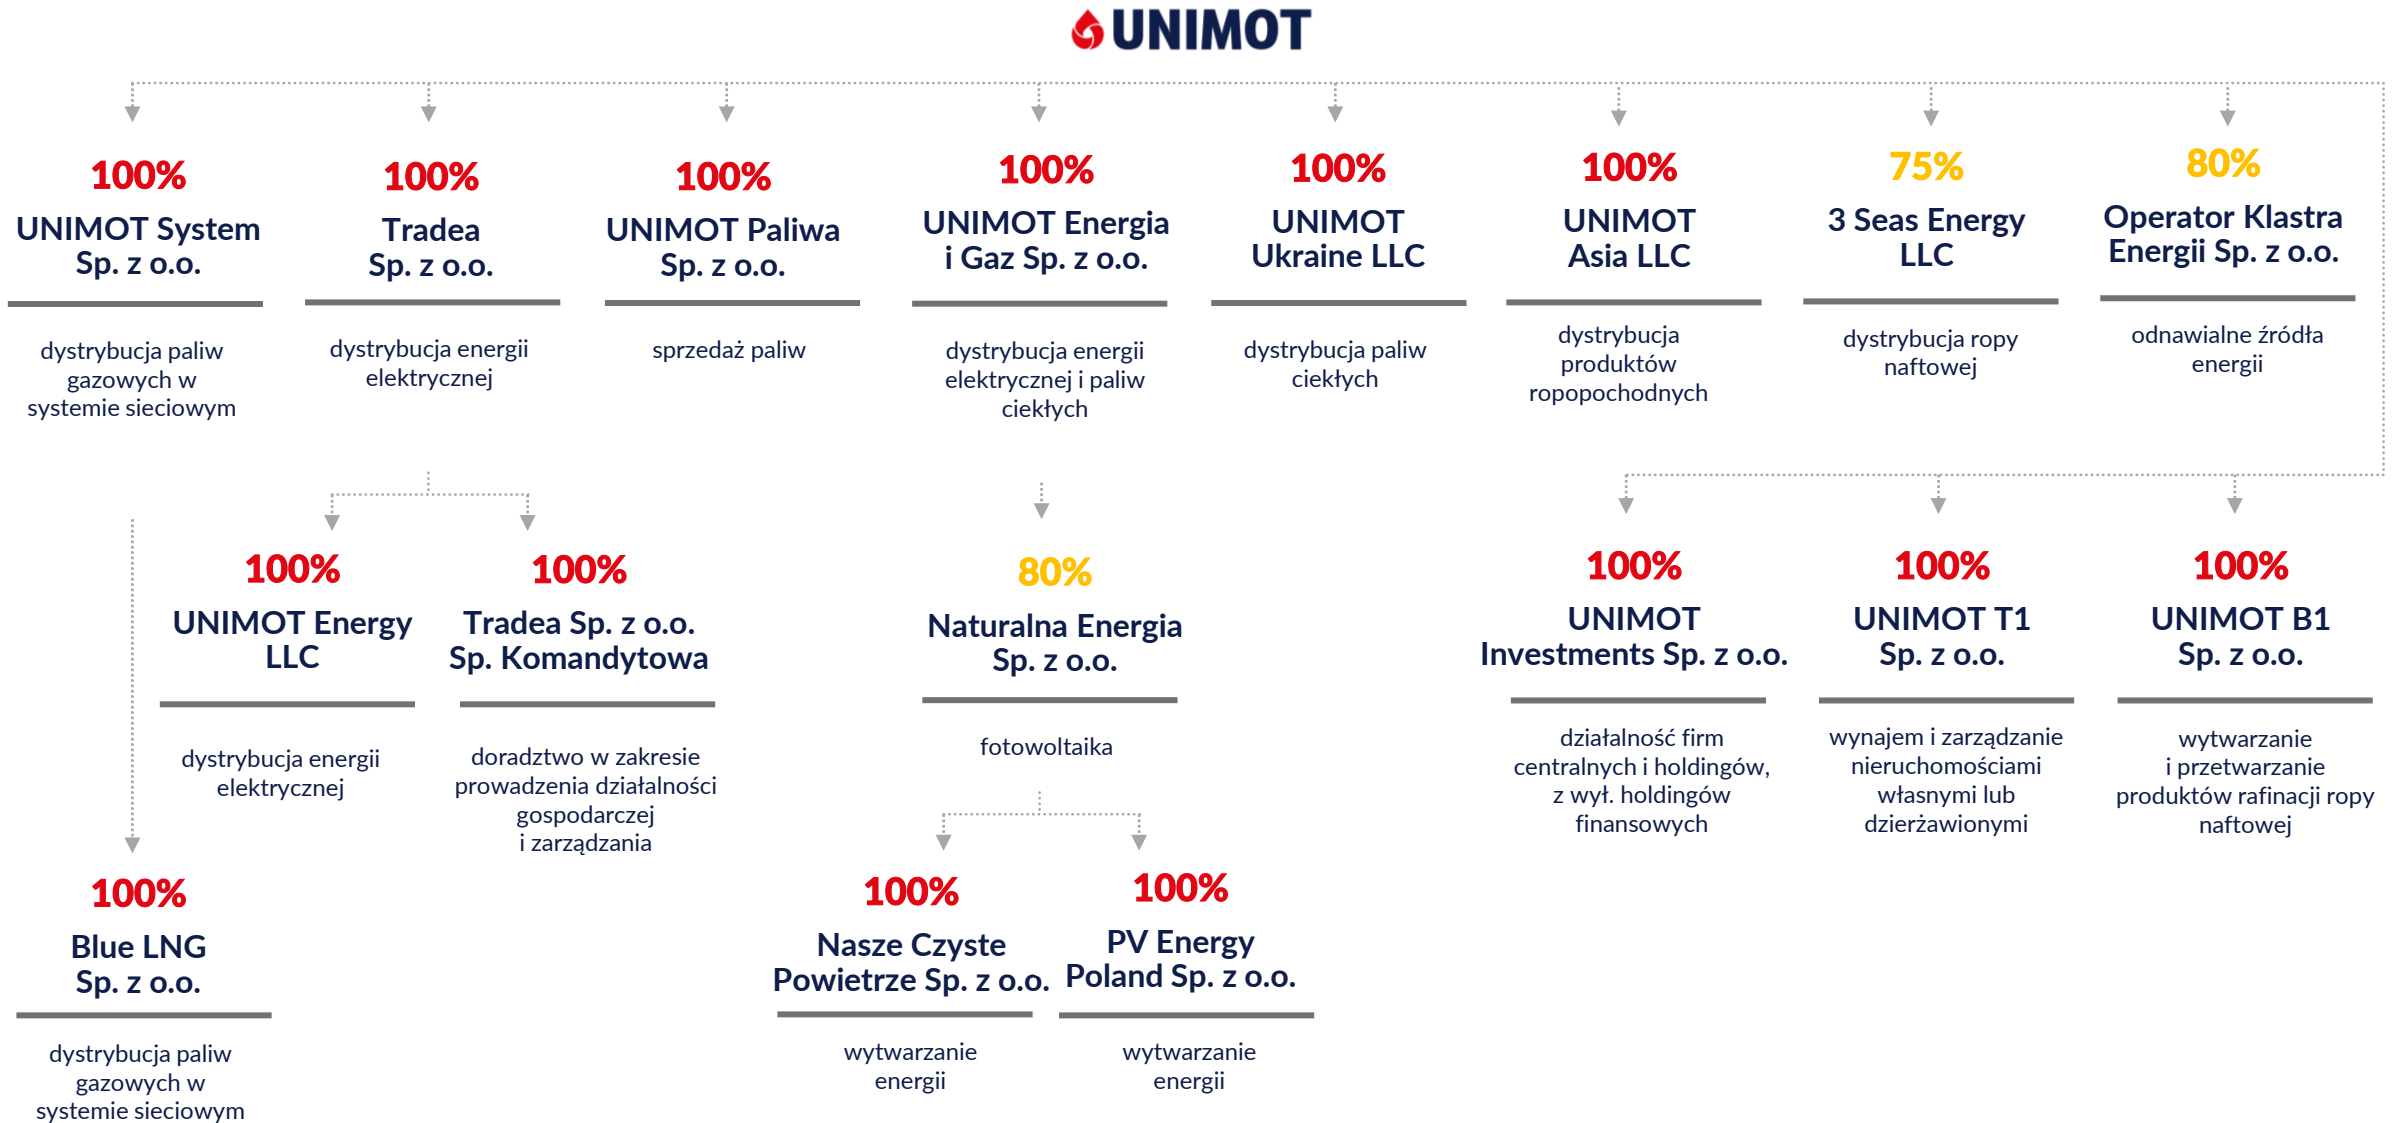 UNIMOT
100%
UNIMOT System
Sp. z o.o.
dystrybucja paliw
gazowych w
systemie sieciowym
100%
Tradea
Sp. z o.o.
dystrybucja energii
elektrycznej
100%
UNIMOT Paliwa
Sp. z o.o.
sprzedaż paliw
100%
UNIMOT Energia
i Gaz Sp. z o.o.
dystrybucja energii
elektrycznej i paliw
ciekłych
100%
UNIMOT
Ukraine LLC
dystrybucja paliw
ciekłych
100%
UNIMOT
Asia LLC
dystrybucja
produktów
ropopochodnych
75%
3 Seas Energy
LLC
dystrybucja ropy
naftowej
80%
Operator Klastra
Energii Sp. z o.o.
odnawialne źródła
energii
100%
UNIMOT Energy
LLC
dystrybucja energii
elektrycznej
100%
Tradea Sp. z o.o.
Sp. Komandytowa
doradztwo w zakresie
prowadzenia działalności
gospodarczej
i zarządzania
80%
Naturalna Energia
Sp. z o.o.
fotowoltaika
100%
UNIMOT
Investments Sp. z o.o.
działalność firm
centralnych i holdingów,
z wył. holdingów
finansowych
100%
UNIMOT T1
Sp. z o.o.
wynajem i zarządzanie
nieruchomościami
własnymi lub
dzierżawionymi
100%
UNIMOT B1
Sp. z o.o.
wytwarzanie
i przetwarzanie
produktów rafinacji ropy
naftowej
100%
Blue LNG
Sp. z o.o.
dystrybucja paliw
gazowych w
systemie sieciowym
100%
Nasze Czyste
Powietrze Sp. z o.o.
wytwarzanie
energii
100%
PV Energy
Poland Sp. z o.o.
wytwarzanie
energii